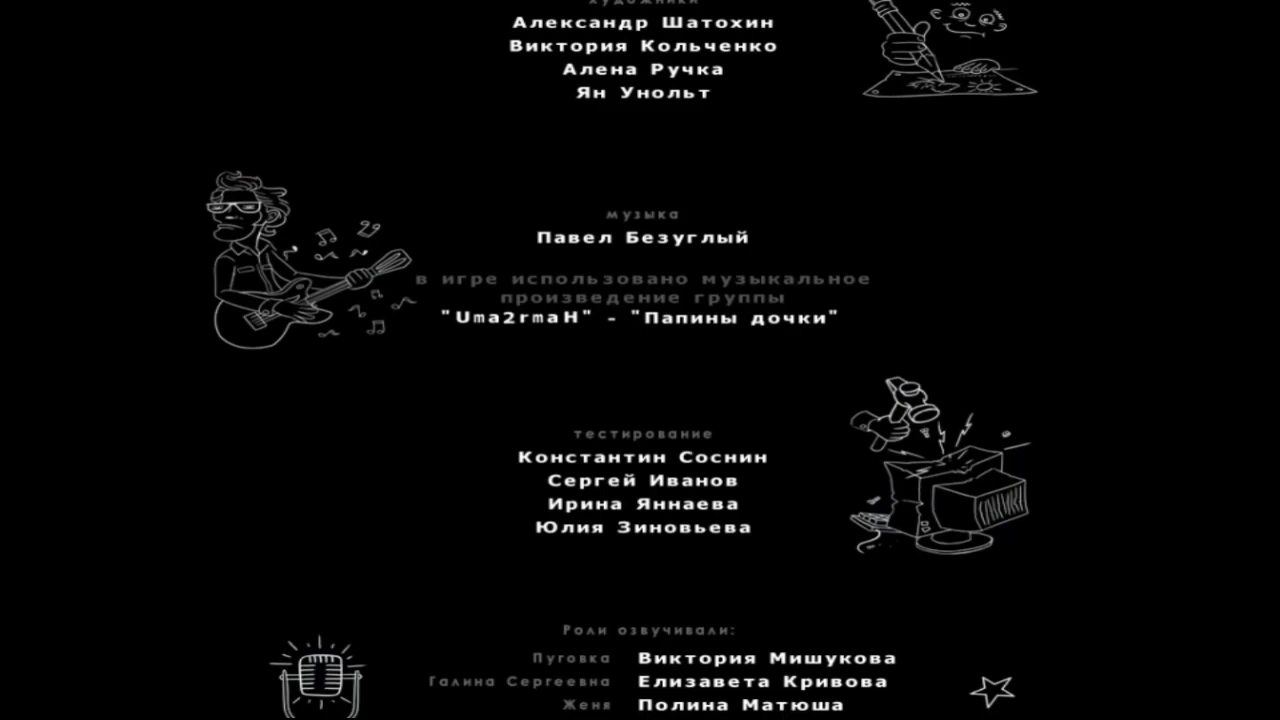 художники
Александр Шатохин
Виктория Кольченко
Алена Ручка
Ян Унольт
музыка
Павел Безуглый
в игре использовано музыкальное
произведение группы
"Uma2rmaH" - "Папины дочки"
тестирование
Константин Соснин
Сергей Иванов
Ирина Яннаева
Юлия Зиновьева
Роли озвучивали:
Пуговка Виктория Мишукова
Галина Сергеевна Елизавета Кривова
Женя Полина Матюша